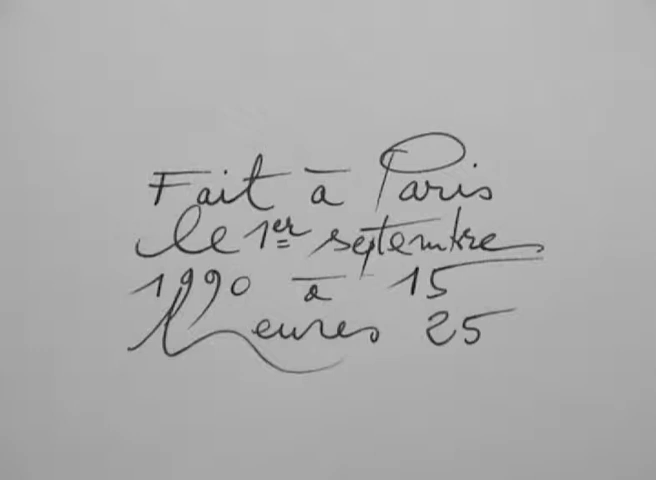 Fait à Paris
le 1er septembre
1990 à 15
heures 25